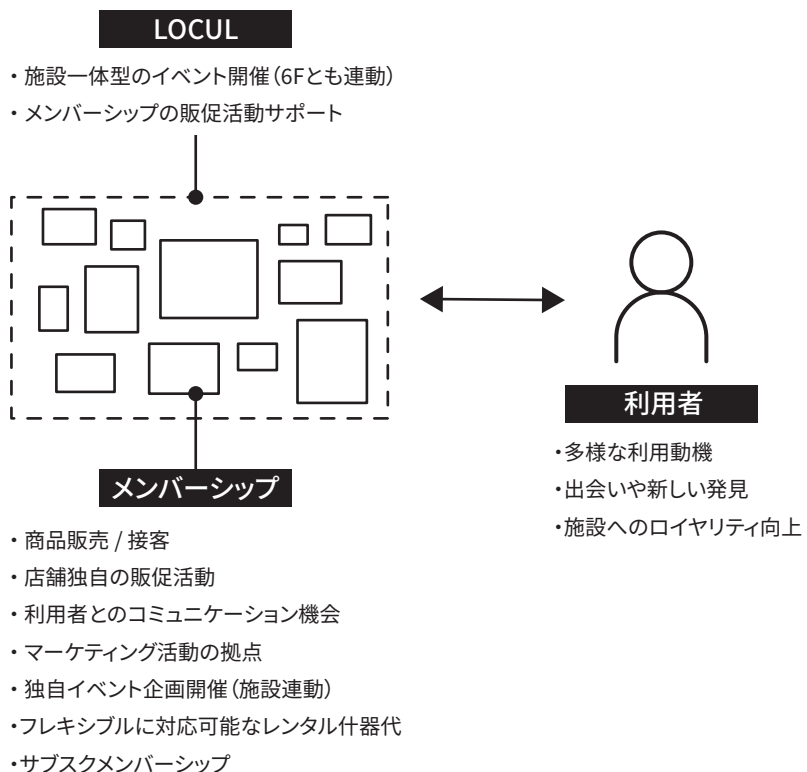 LOCUL
・施設一体型のイベント開催（6Fとも連動）
・メンバーシップの販促活動サポート
利用者
・多様な利用動機
・出会いや新しい発見
・施設へのロイヤリティ向上
メンバーシップ
・商品販売 / 接客
・店舗独自の販促活動
・利用者とのコミュニケーション機会
・マーケティング活動の拠点
・独自イベント企画開催（施設連動）
・フレキシブルに対応可能なレンタル什器代
・サブスクメンバーシップ